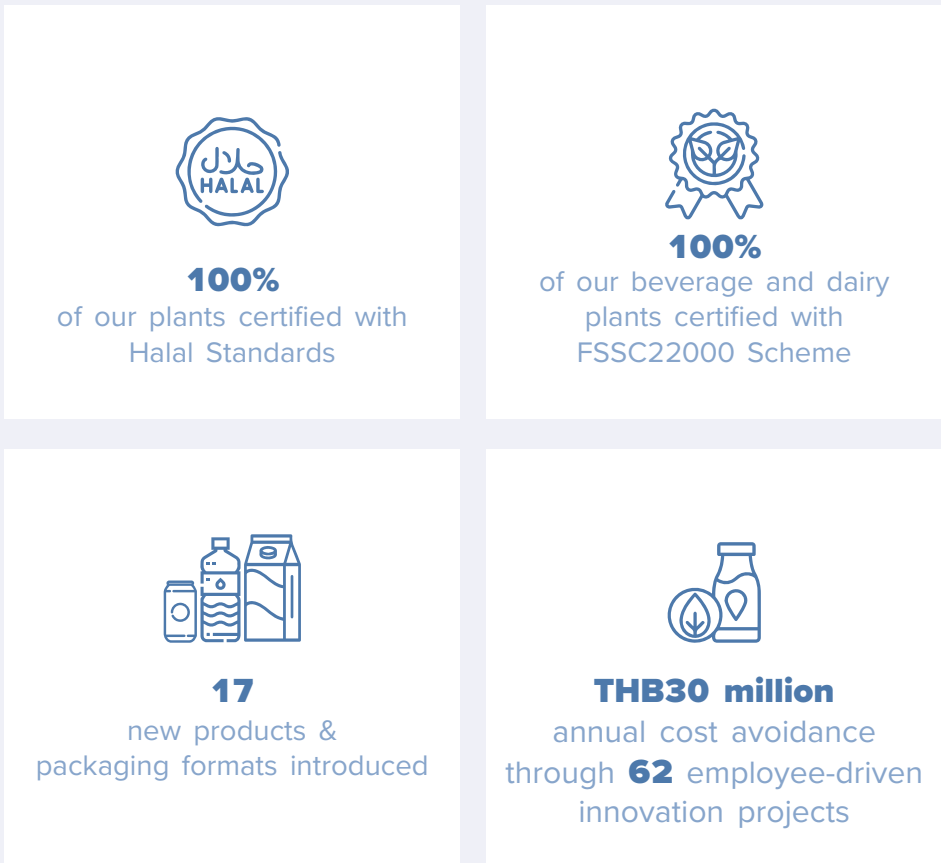 حلال
HALAL
100%
of our plants certified with
Halal Standards
100%
of our beverage and dairy
plants certified with
FSSC22000 Scheme
17
new products &
packaging formats introduced
THB30 million
annual cost avoidance
through 62 employee-driven
innovation projects